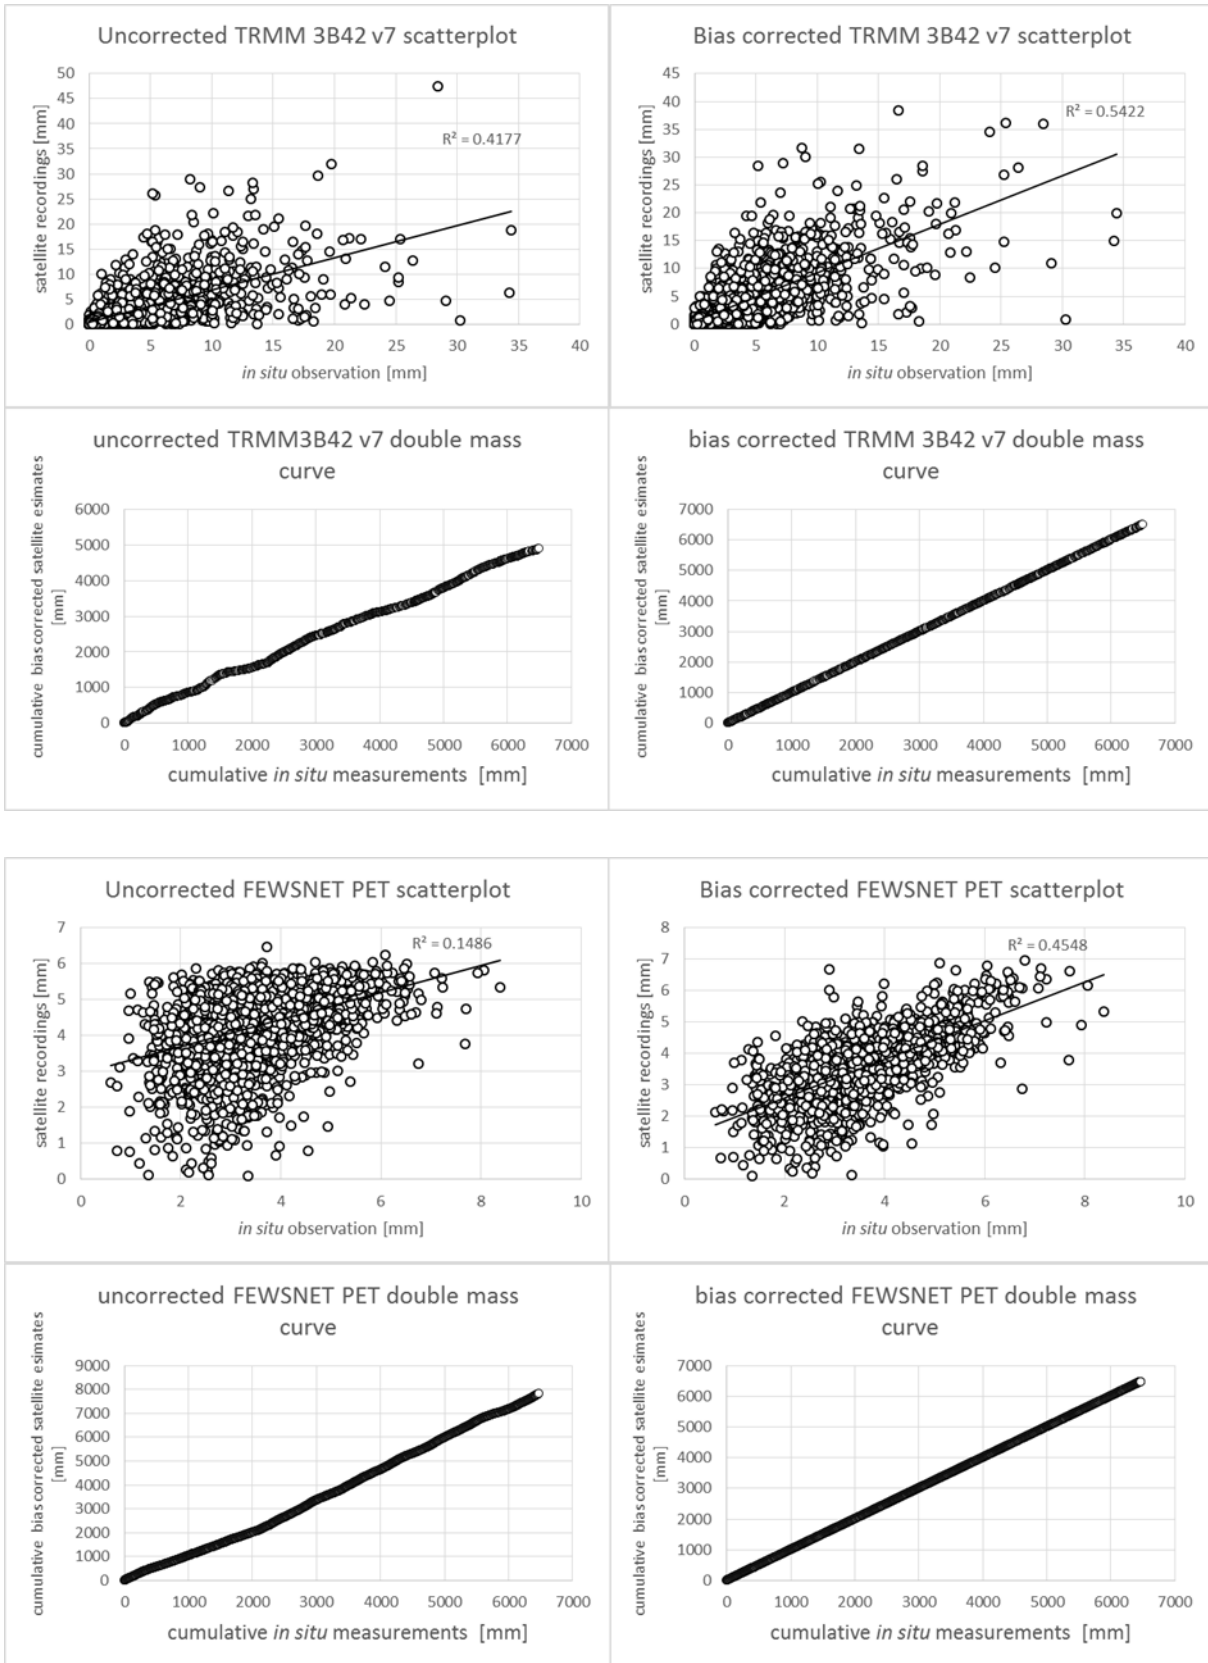 Uncorrected TRMM 3B42 v7 scatterplot
satellite recordings [mm]
50
45
40
35
30
25
20
15
10
5
0
R² = 0.4177
0 5 10 15 20 25 30 35 40
in situ observation [mm]
Bias corrected TRMM 3B42 v7 scatterplot
satellite recordings [mm]
45
40
35
30
25
20
15
10
5
0
R² = 0.5422
0 5 10 15 20 25 30 35 40
in situ observation [mm]
uncorrected TRMM3B42 v7 double mass
curve
cumulative bias corrected satellite esimates
[mm]
6000
5000
4000
3000
2000
1000
0
0 1000 2000 3000 4000 5000 6000 7000
cumulative in situ measurements [mm]
bias corrected TRMM 3B42 v7 double mass
curve
cumulative bias corrected satellite esimates
[mm]
7000
6000
5000
4000
3000
2000
1000
0
0 1000 2000 3000 4000 5000 6000 7000
cumulative in situ measurements [mm]
Uncorrected FEWSNET PET scatterplot
satellite recordings [mm]
7
6
5
4
3
2
1
0
R² = 0.1486
0 2 4 6 8 10
in situ observation [mm]
Bias corrected FEWSNET PET scatterplot
satellite recordings [mm]
8
7
6
5
4
3
2
1
0
R² = 0.4548
0 2 4 6 8 10
in situ observation [mm]
uncorrected FEWSNET PET double mass
curve
cumulative bias corrected satellite esimates
[mm]
9000
8000
7000
6000
5000
4000
3000
2000
1000
0
0 1000 2000 3000 4000 5000 6000 7000
cumulative in situ measurements [mm]
bias corrected FEWSNET PET double mass
curve
cumulative bias corrected satellite esimates
[mm]
7000
6000
5000
4000
3000
2000
1000
0
0 1000 2000 3000 4000 5000 6000 7000
cumulative in situ measurements [mm]